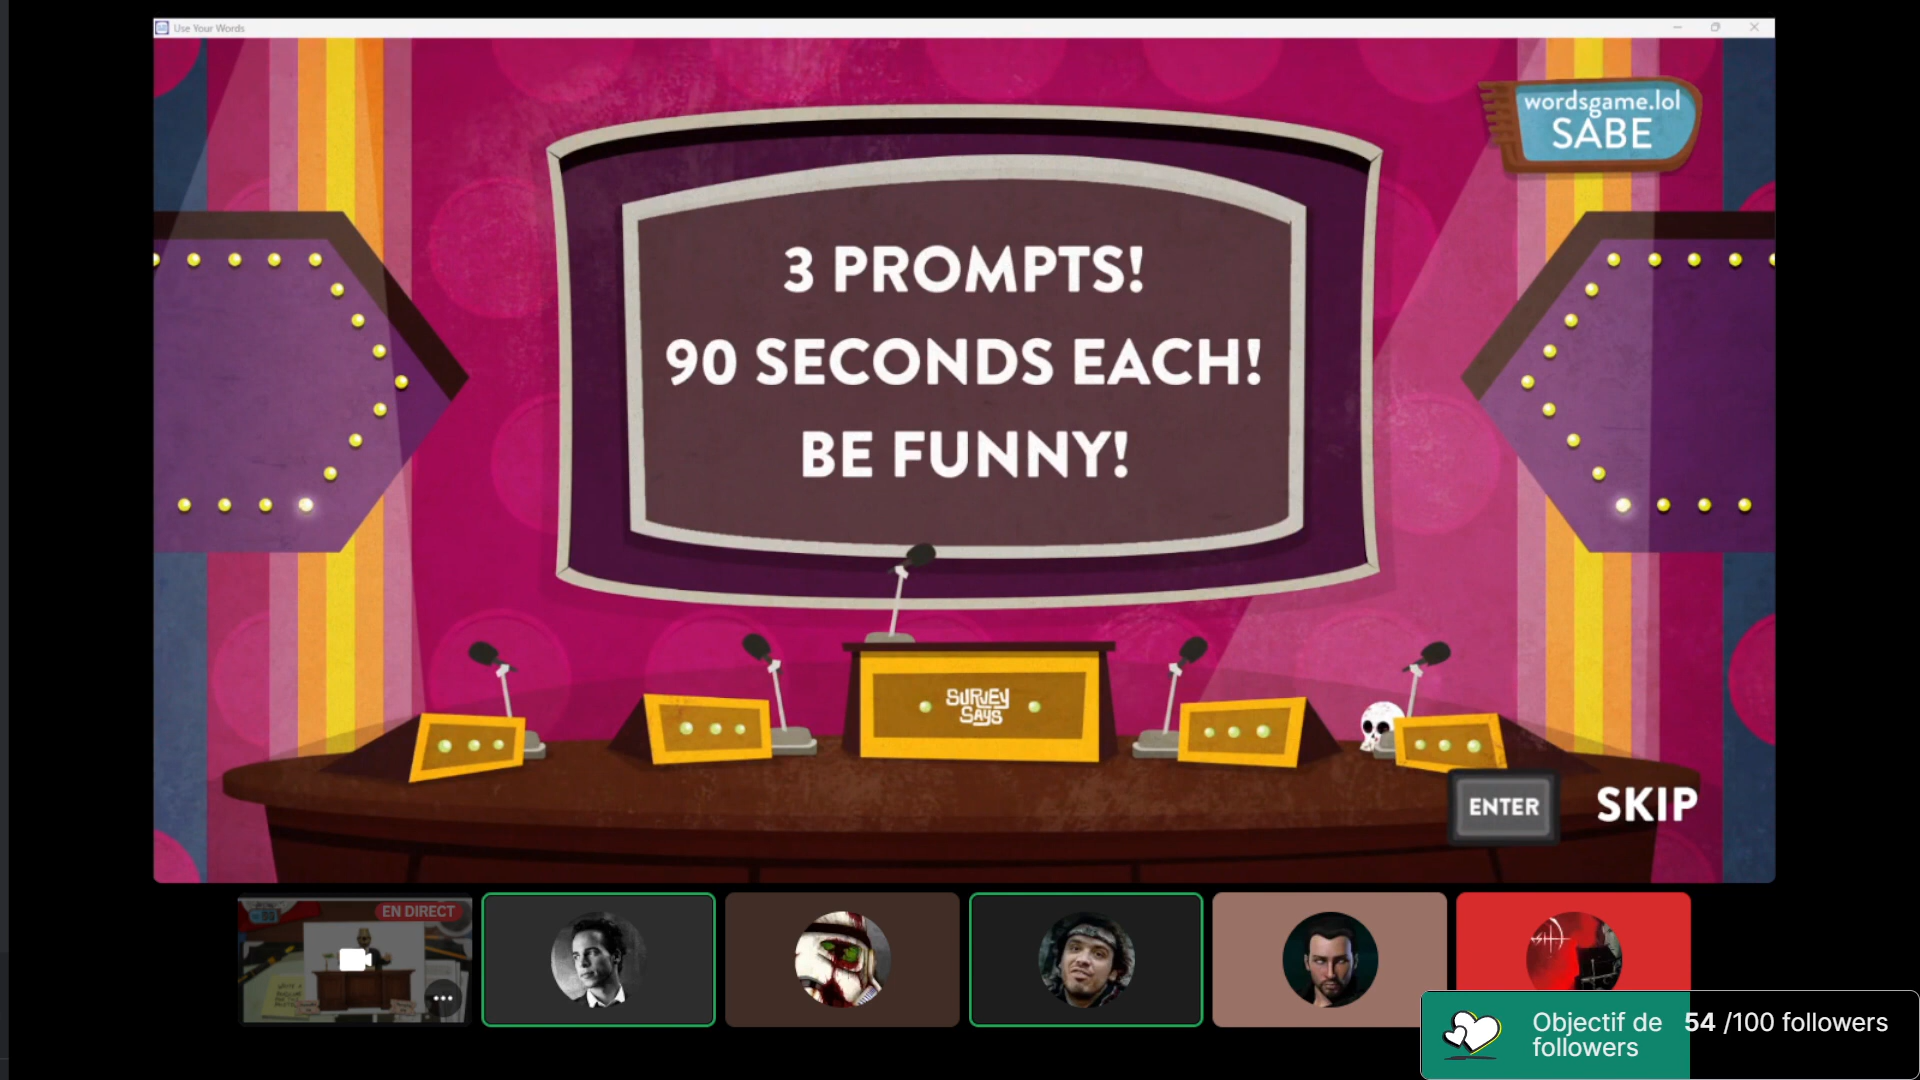 Use Your Words
wordsgame.lol
SABE
3 PROMPTS!
90 SECONDS EACH!
BE FUNNY!
SURVEY
SAYS
ENTER
SKIP
EN DIRECT
Objectif de
followers
54 /100 followers